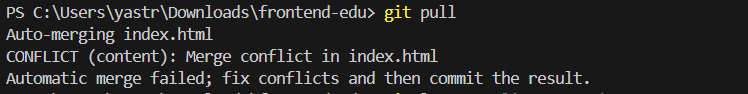 PS C:\Users\yastr\Downloads\frontend-edu> git pull
Auto-merging index.html
CONFLICT (content): Merge conflict in index.html
Automatic merge failed; fix conflicts and then commit the result.